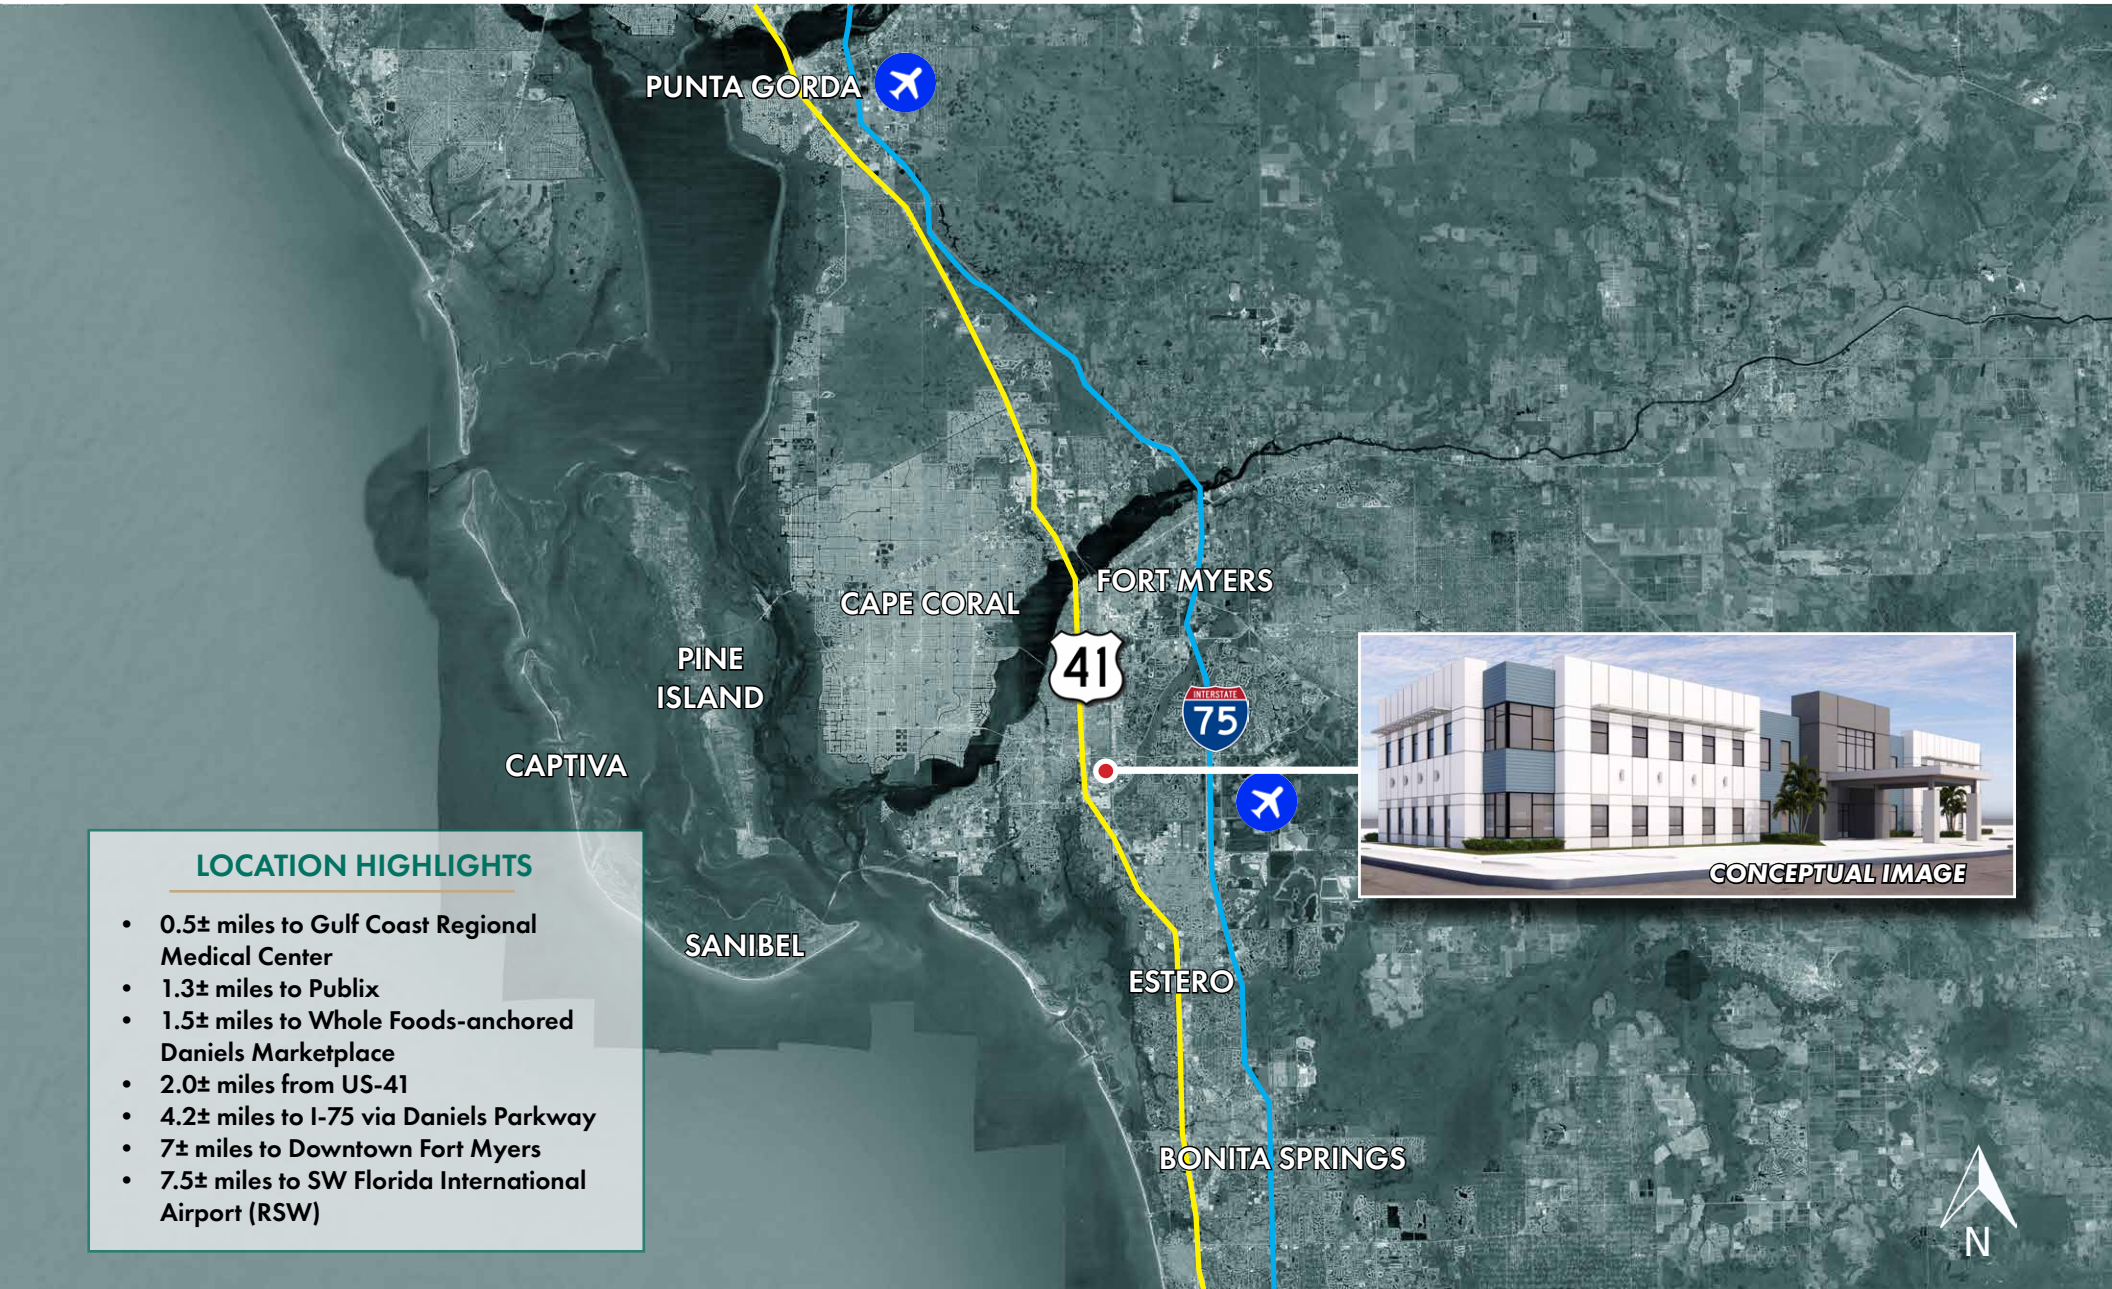 PUNTA GORDA
FORT MYERS
CAPE CORAL
41
PINE
ISLAND
INTERSTATE
75
CAPTIVA
CONCEPTUAL IMAGE
LOCATION HIGHLIGHTS
• 0.5± miles to Gulf Coast Regional
Medical Center
• 1.3± miles to Publix
• 1.5± miles to Whole Foods-anchored
Daniels Marketplace
• 2.0± miles from US-41
• 4.2± miles to I-75 via Daniels Parkway
• 7± miles to Downtown Fort Myers
• 7.5± miles to SW Florida International
Airport (RSW)
SANIBEL
ESTERO
BONITA SPRINGS
N